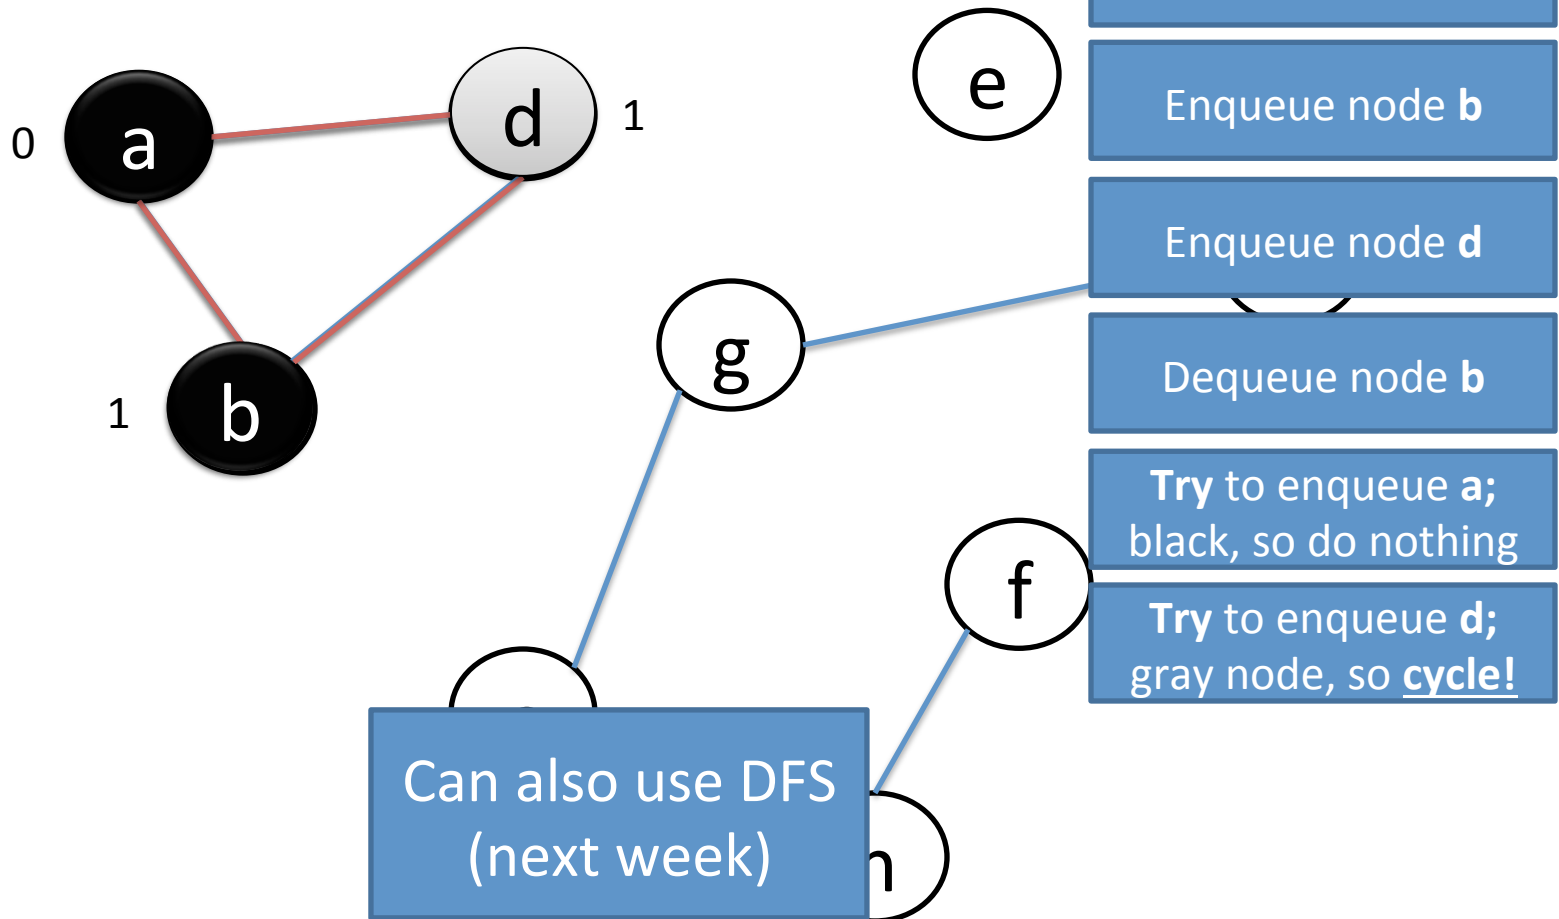 a
d
e
0
1
g
b
1
f
Enqueue node b
Enqueue node d
Dequeue node b
Try to enqueue a;
black, so do nothing
Try to enqueue d;
gray node, so cycle!
Can also use DFS
(next week)